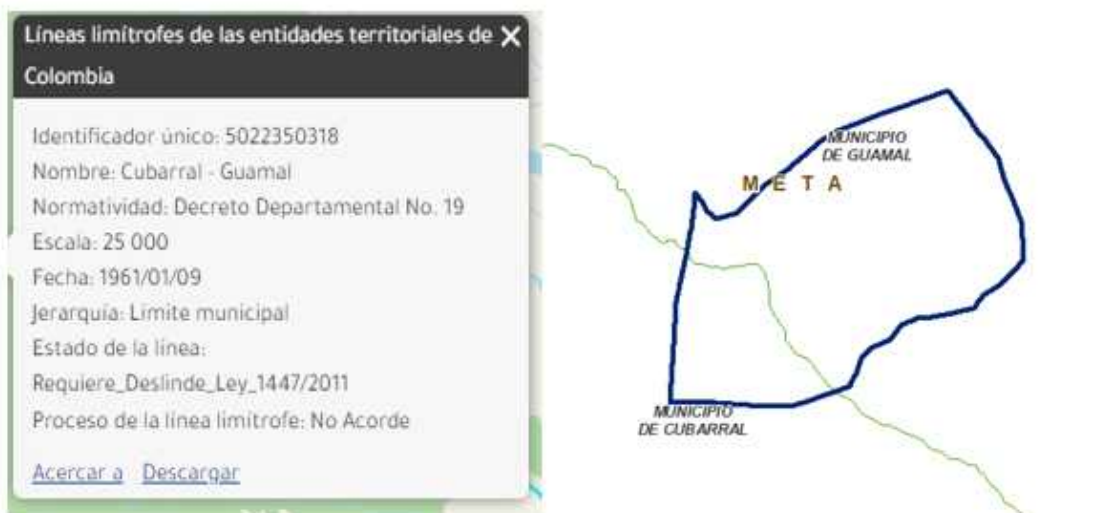 Líneas limítrofes de las entidades territoriales de
Colombia
Identificador único: 5022350318
Nombre: Cubarral - Guamal
Normatividad: Decreto Departamental No. 19
Escala: 25 000
Fecha: 1961/01/09
Jerarquía: Límite municipal
Estado de la línea:
Requiere_Deslinde_Ley_1447/2011
Proceso de la línea limítrofe: No Acorde
Acercar a Descargar
MUNICIPIO
DE GUAMAL
META
MUNICIPIO
DE CUBARRAL